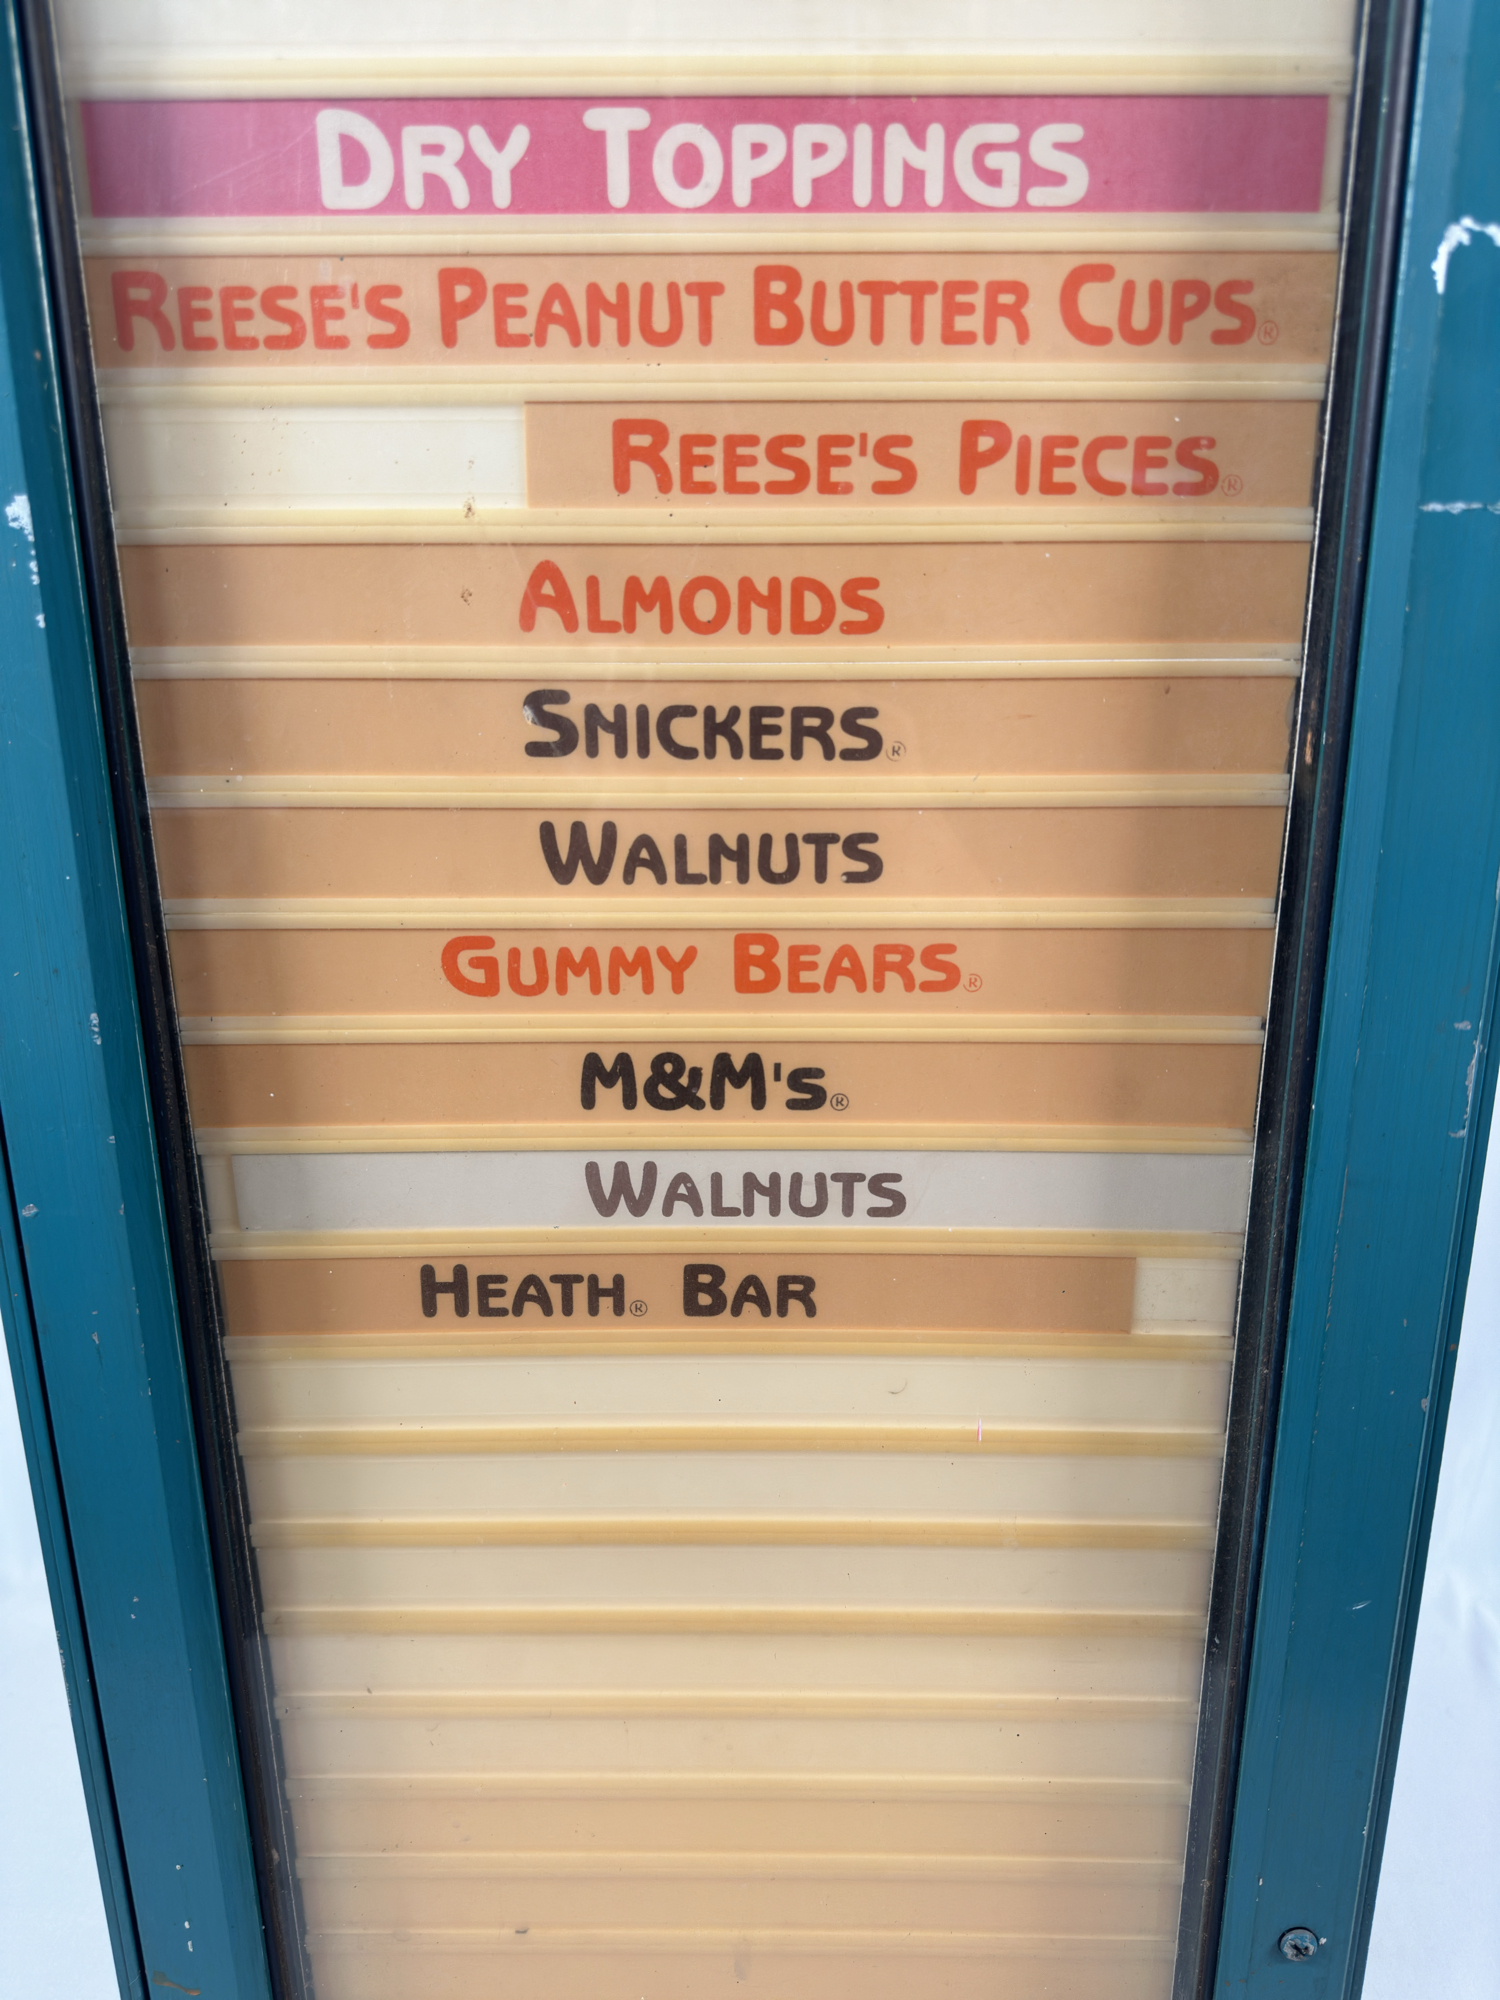 DRY TOPPINGS
REESE'S PEANUT BUTTER CUPS®
REESE'S PIECES®
ALMONDS
SNICKERS®
WALNUTS
GUMMY BEARS®
M&M's®
WALNUTS
HEATH® BAR